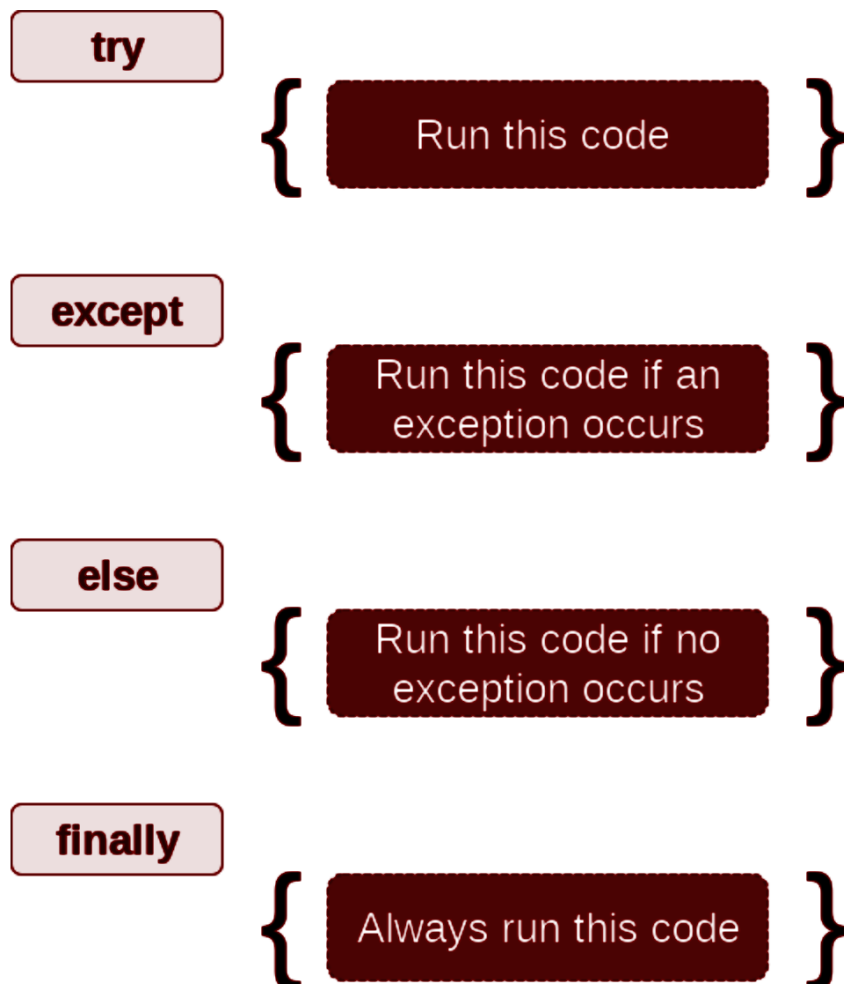 try
{ Run this code }
except
{ Run this code if an
exception occurs }
else
{ Run this code if no
exception occurs }
finally
{ Always run this code }